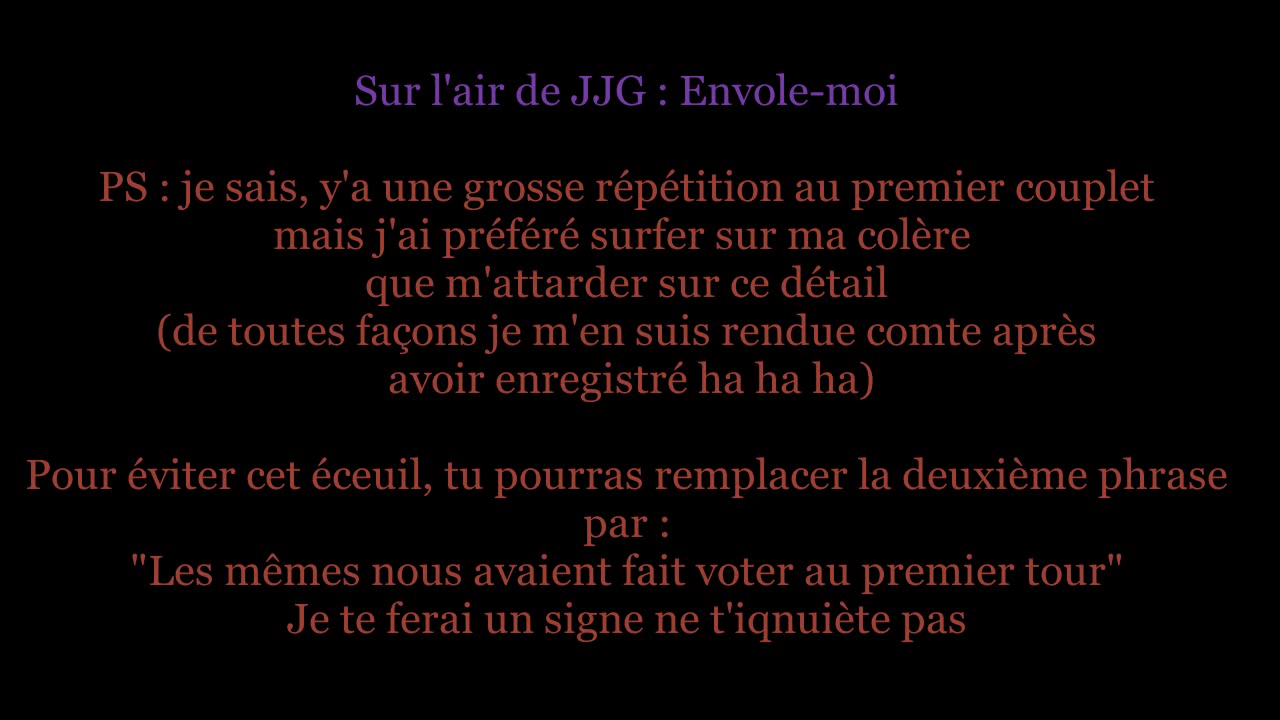 Sur l'air de JJG : Envole-moi
PS : je sais, y'a une grosse répétition au premier couplet
mais j'ai préféré surfer sur ma colère
que m'attarder sur ce détail
(de toutes façons je m'en suis rendue comte après
avoir enregistré ha ha ha)
Pour éviter cet éceuil, tu pourras remplacer la deuxième phrase
par :
"Les mêmes nous avaient fait voter au premier tour"
Je te ferai un signe ne t'iqnuiète pas